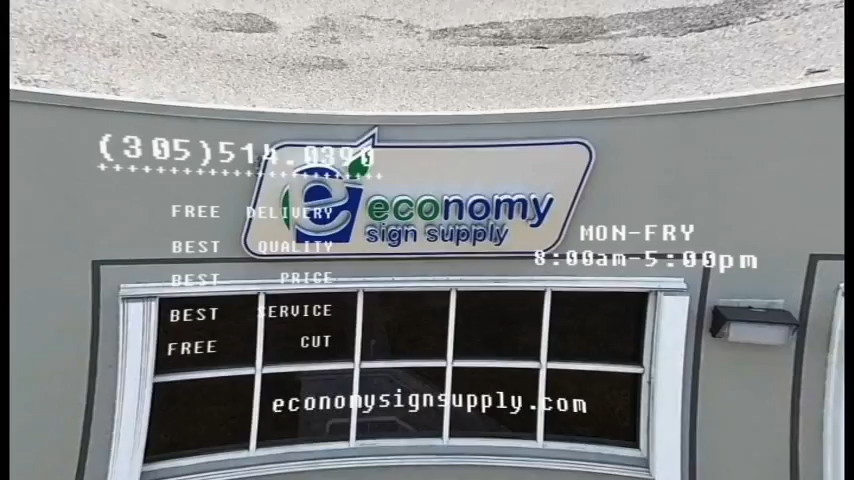 (305)514.0390
++++++++++++++++++++++
FREE DELIVERY
BEST QUALITY
BEST PRICE
BEST SERVICE
FREE CUT
e economy
sign supply
MON-FRY
8:00am-5:00pm
economysignsupply.com